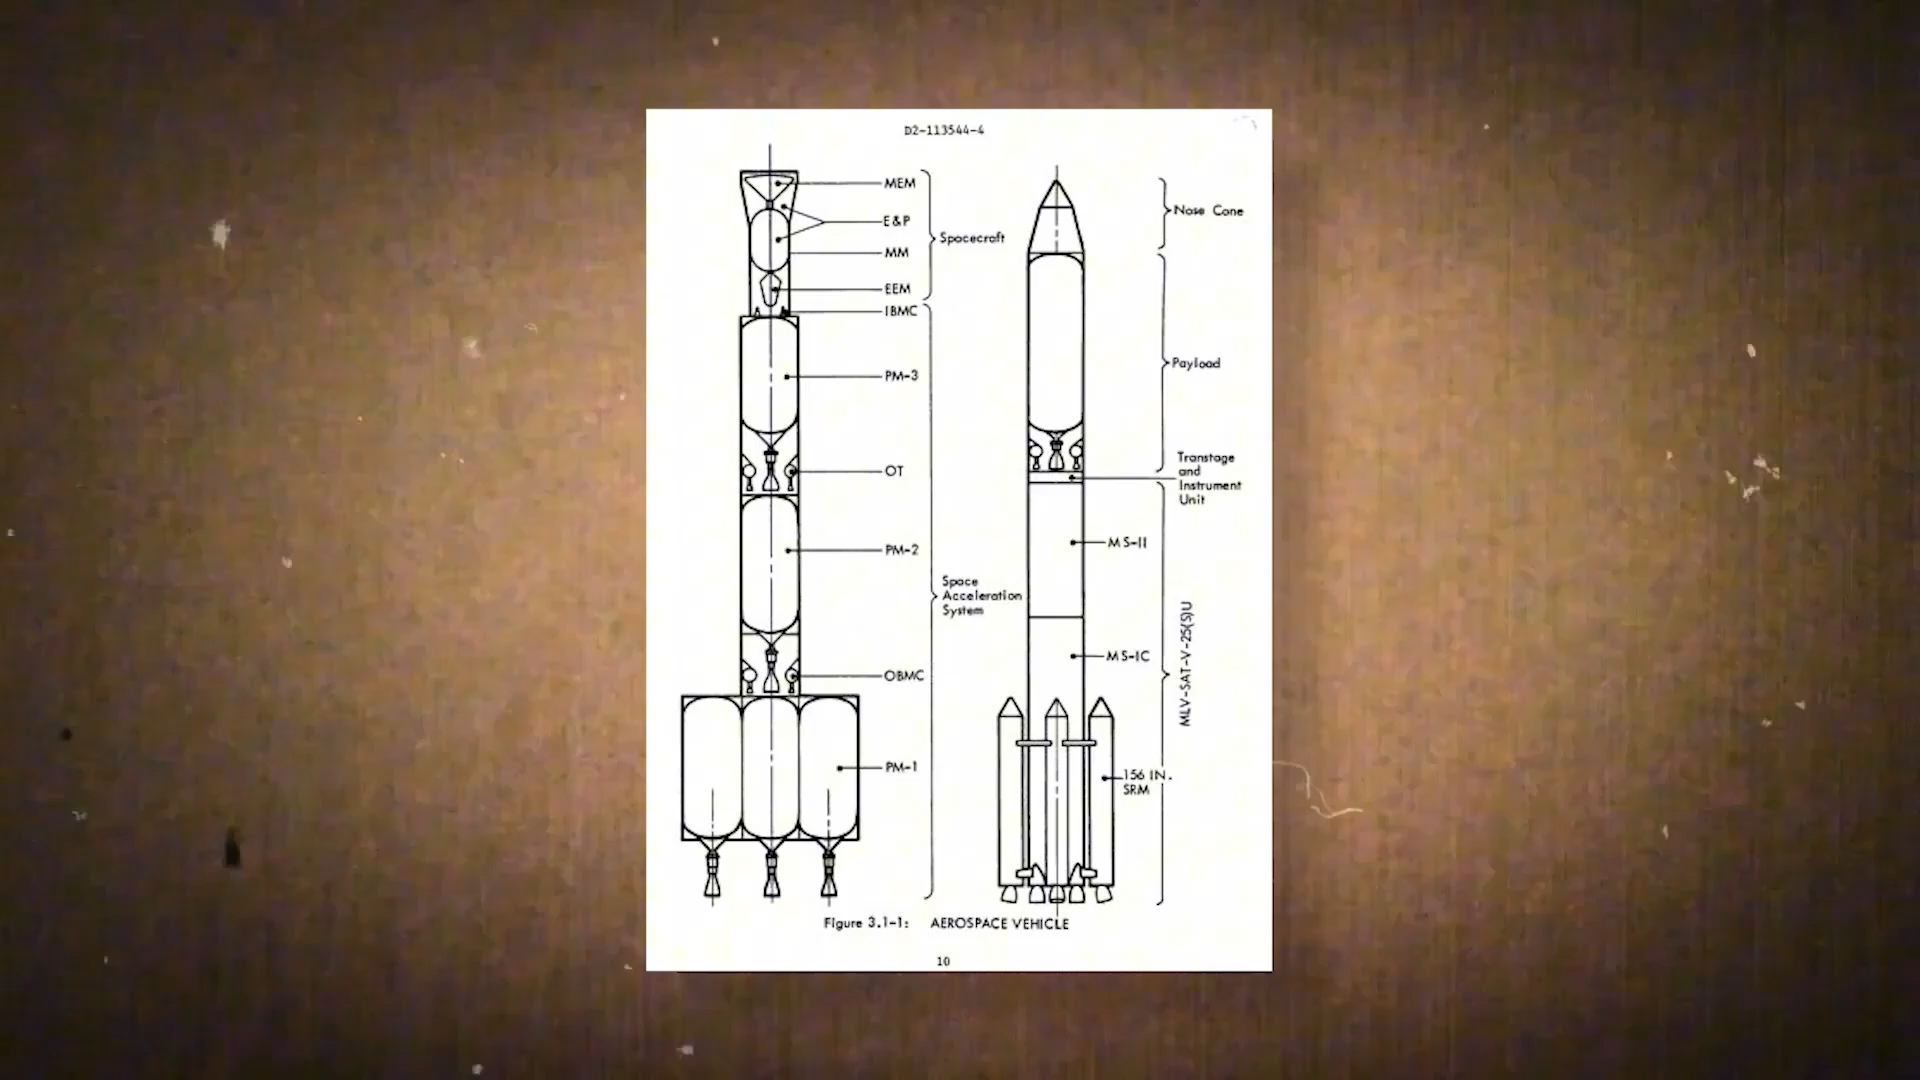 D2-113544-4
MEM
E&P
MM
EEM
IBMC
PM-3
OT
PM-2
OBMC
PM-1
Spacecraft
Space
Acceleration
System
Nose Cone
Payload
Transtage
and
Instrument
Unit
MS-II
MS-IC
156 IN.
SRM
MLV-SAT-V-25(S)U
Figure 3.1-1: AEROSPACE VEHICLE
10